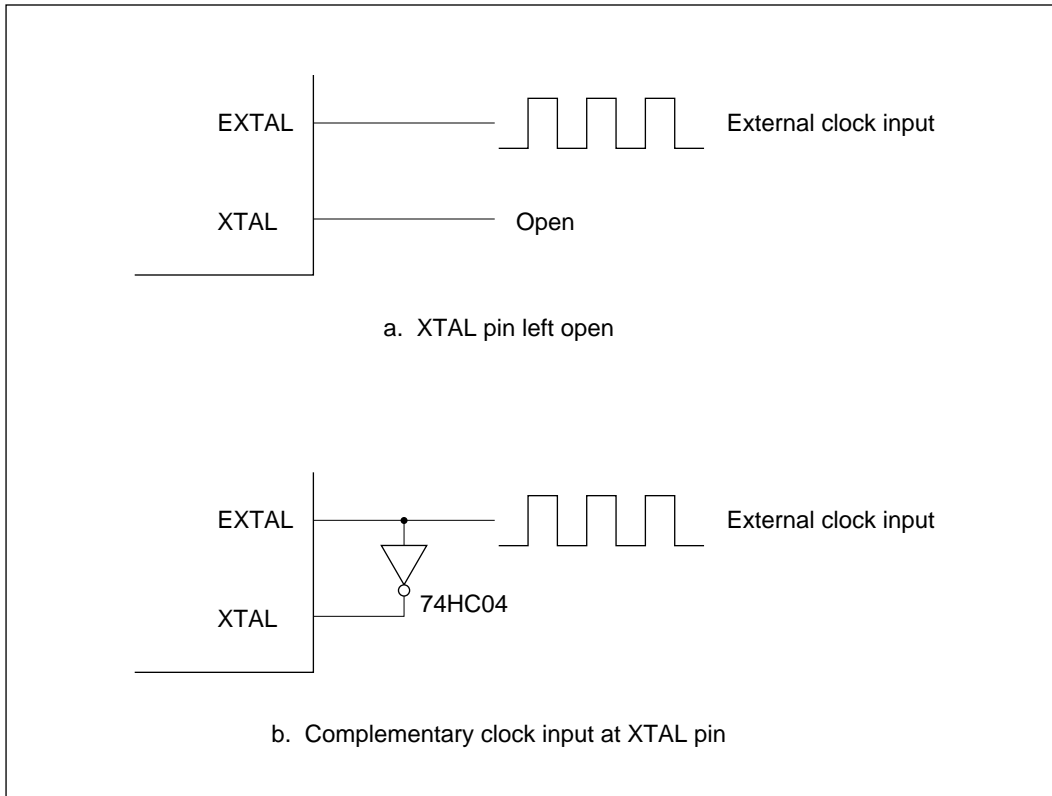 EXTAL
External clock input
XTAL
Open
a. XTAL pin left open
EXTAL
External clock input
74HC04
XTAL
b. Complementary clock input at XTAL pin